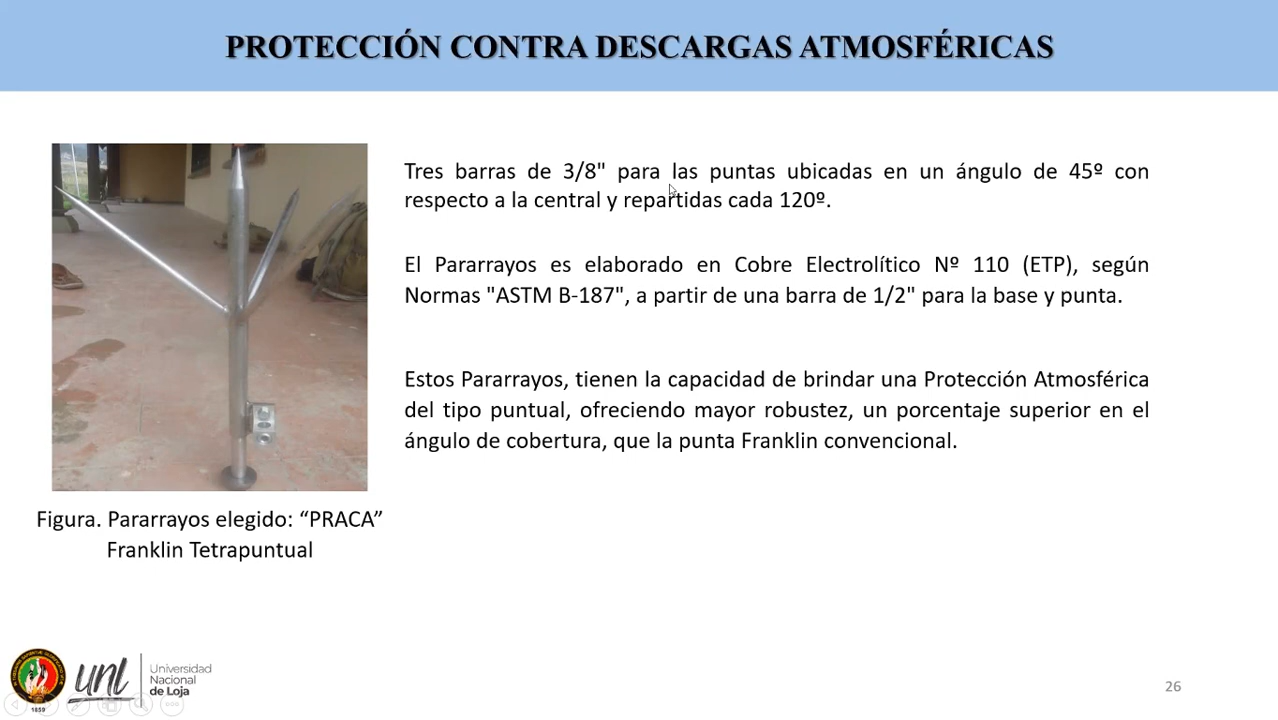 PROTECCIÓN CONTRA DESCARGAS ATMOSFÉRICAS
Tres barras de 3/8" para las puntas ubicadas en un ángulo de 45º con
respecto a la central y repartidas cada 120º.
El Pararrayos es elaborado en Cobre Electrolítico Nº 110 (ETP), según
Normas "ASTM B-187", a partir de una barra de 1/2" para la base y punta.
Estos Pararrayos, tienen la capacidad de brindar una Protección Atmosférica
del tipo puntual, ofreciendo mayor robustez, un porcentaje superior en el
ángulo de cobertura, que la punta Franklin convencional.
Figura. Pararrayos elegido: “PRACA”
Franklin Tetrapuntual
1859
unl
Universidad
Nacional
de Loja
26